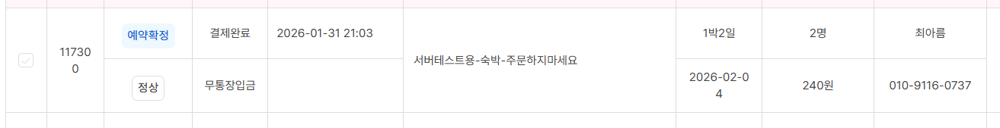 예약확정
결제완료
2026-01-31 21:03
1박2일
2명
최아름
11730
0
서버테스트용-숙박-주문하지마세요
정상
무통장입금
2026-02-0
4
240원
010-9116-0737